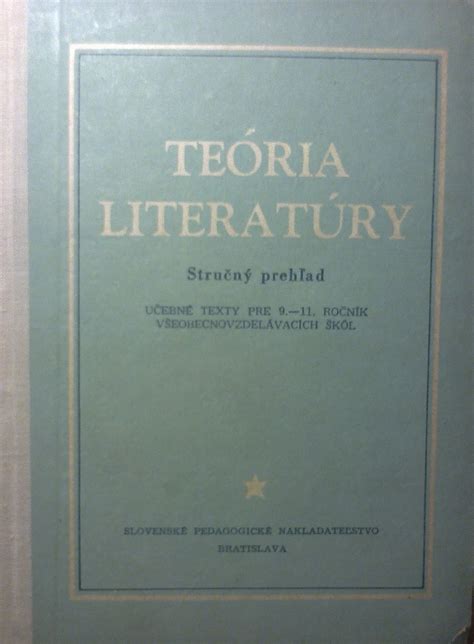 TEÓRIA
LITERATÚRY
Stručný prehľad
UČEBNÉ TEXTY PRE 9.—11. ROČNÍK
VŠEOBECNOVZDELÁVACÍCH ŠKÔL
SLOVENSKÉ PEDAGOGICKÉ NAKLADATEĽSTVO
BRATISLAVA